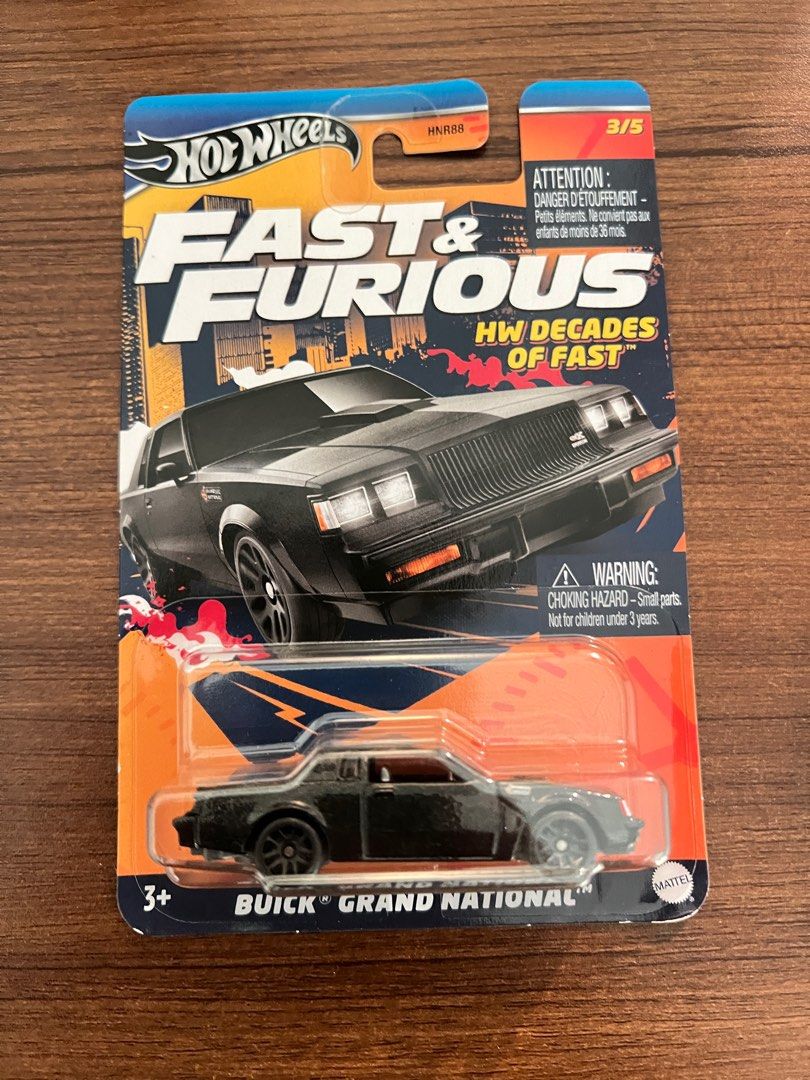 HOT WHEELS
HNR88
3/5
ATTENTION :
DANGER D'ÉTOUFFEMENT –
Petits éléments. Ne convient pas aux
enfants de moins de 36 mois.
FAST &
FURIOUS
HW DECADES
OF FAST™
WARNING:
CHOKING HAZARD – Small parts.
Not for children under 3 years.
3+
BUICK® GRAND NATIONAL™
MATTEL